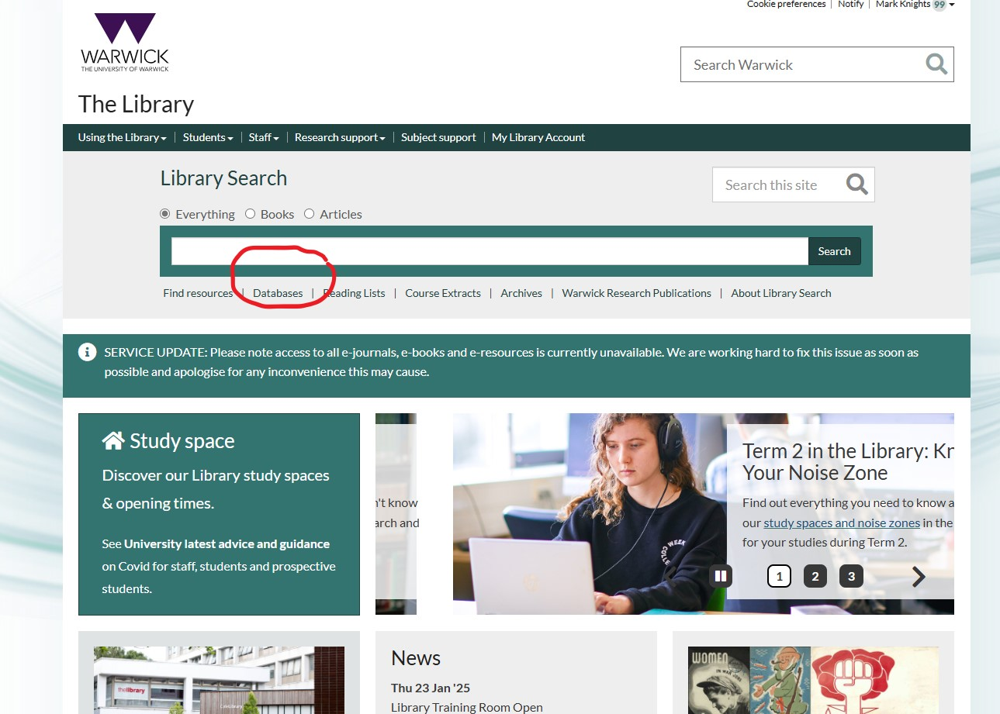 Cookie preferences | Notify | Mark Knights 99
WARWICK
THE UNIVERSITY OF WARWICK
Search Warwick
The Library
Using the Library | Students | Staff | Research support | Subject support | My Library Account
Library Search
Search this site
Everything Books Articles
Search
Find resources | Databases | Reading Lists | Course Extracts | Archives | Warwick Research Publications | About Library Search
SERVICE UPDATE: Please note access to all e-journals, e-books and e-resources is currently unavailable. We are working hard to fix this issue as soon as
possible and apologise for any inconvenience this may cause.
Study space
Discover our Library study spaces
& opening times.
See University latest advice and guidance
on Covid for staff, students and prospective
students.
n't know
arch and
Term 2 in the Library: Kn
Your Noise Zone
Find out everything you need to know a
our study spaces and noise zones in the
for your studies during Term 2.
WEEK
1 2 3
thelibrary
News
Thu 23 Jan '25
Library Training Room Open
WOMEN
IN WAR JOBS